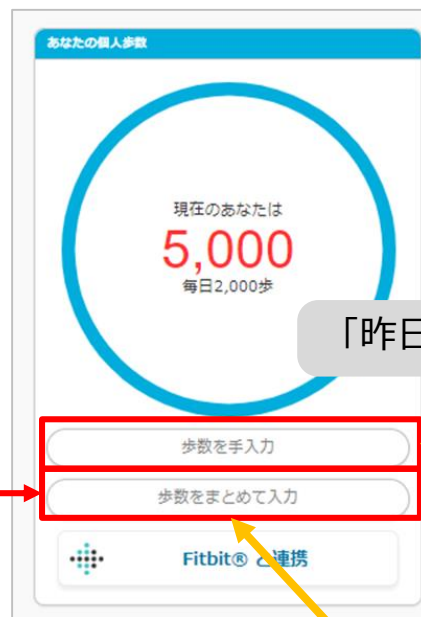 あなたの個人歩数
現在のあなたは
5,000
毎日2,000歩
「昨日
歩数を手入力
歩数をまとめて入力
Fitbit® と連携